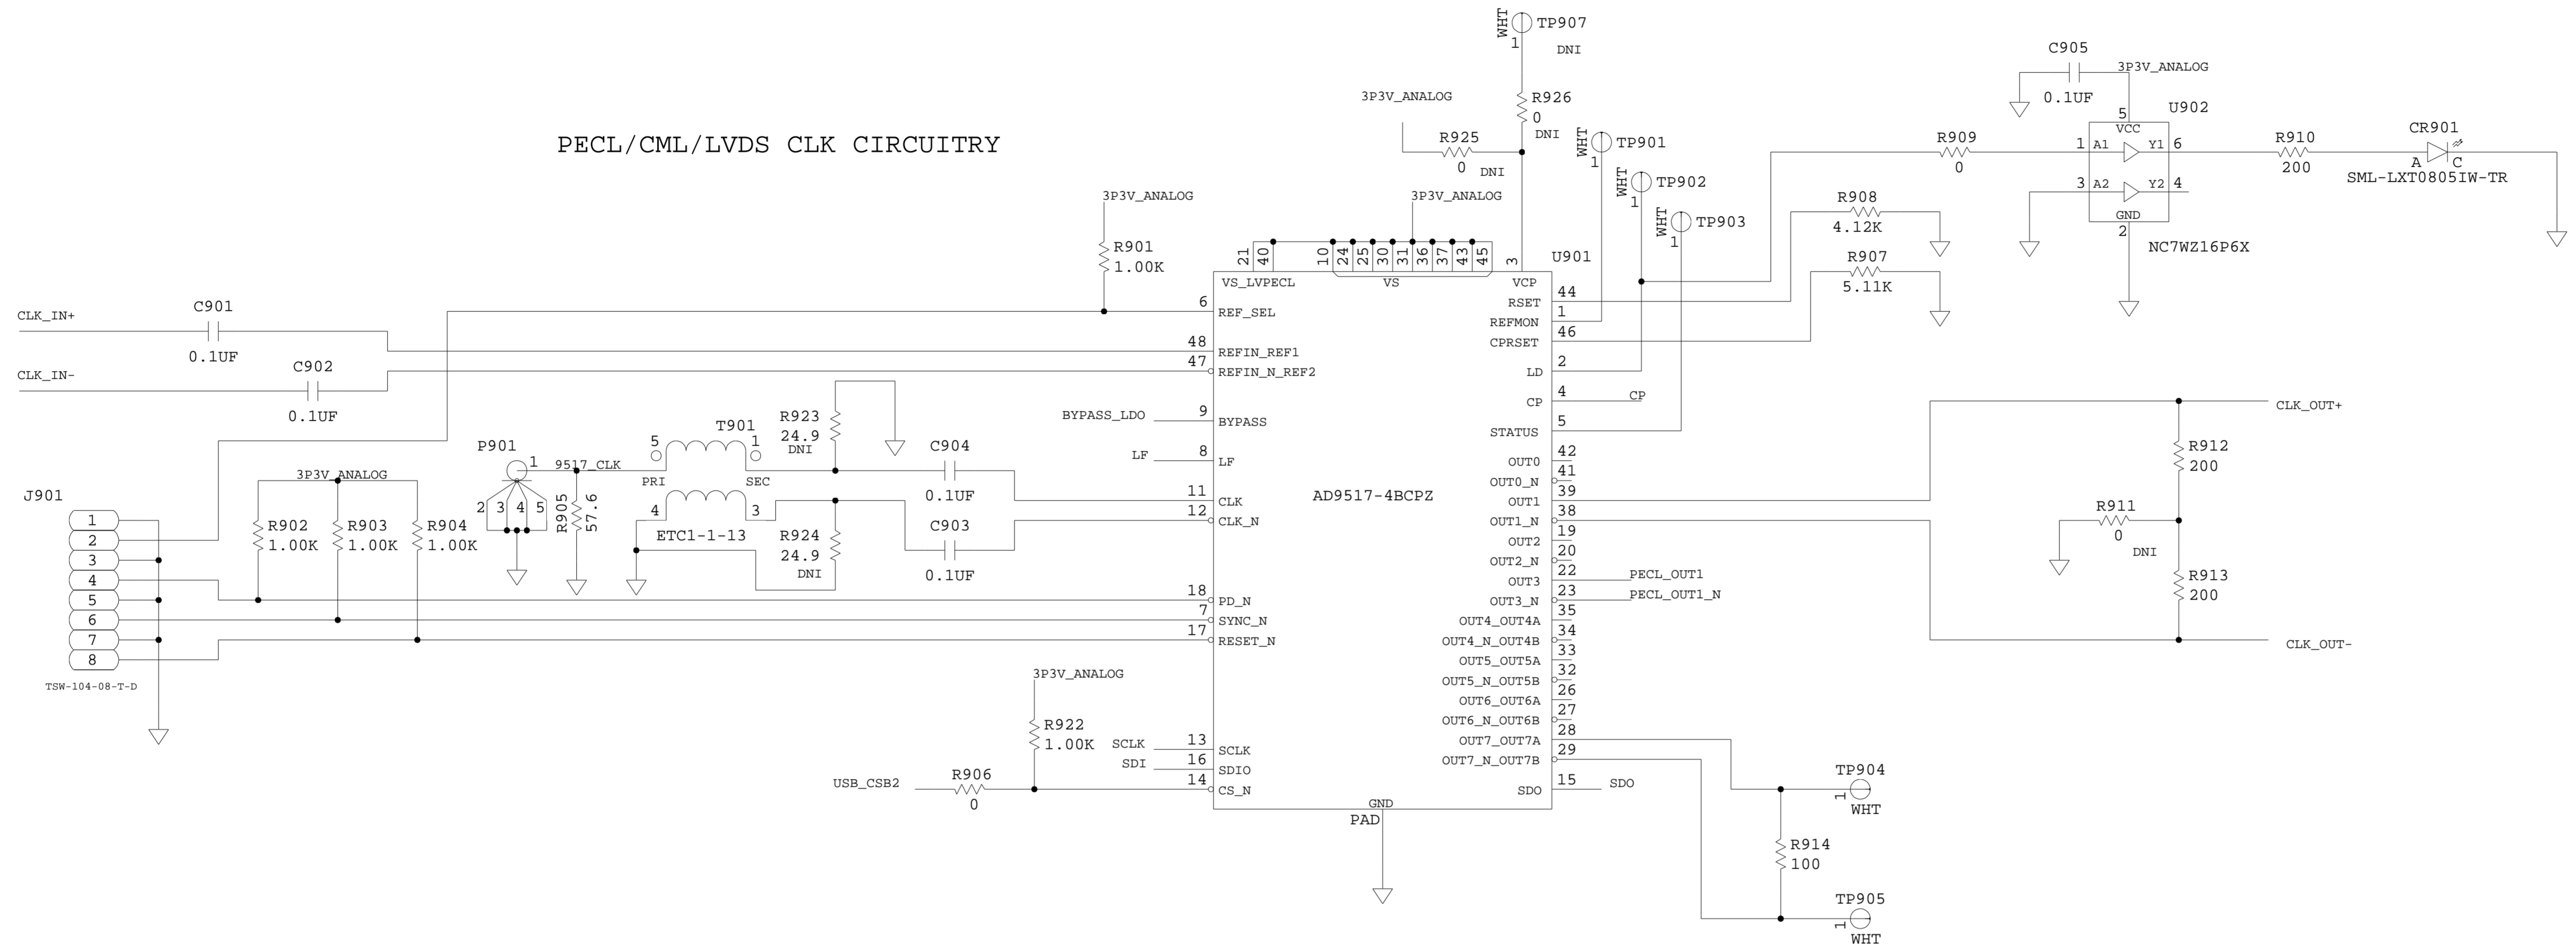 PECL/CML/LVDS CLK CIRCUITRY
WHT
1
TP907
DNI
3P3V_ANALOG
R926
0
DNI
R925
0
DNI
WHT
1
TP901
WHT
1
TP902
WHT
1
TP903
C905
0.1UF
3P3V_ANALOG
U902
5
VCC
1 A1 Y1 6
3 A2 Y2 4
GND
2
NC7WZ16P6X
R909
0
R910
200
CR901
A C
SML-LXT0805IW-TR
R908
4.12K
R907
5.11K
3P3V_ANALOG
R901
1.00K
3P3V_ANALOG
21 40 10 24 25 30 31 36 37 43 45 3
U901
VS_LVPECL VS VCP
6 REF_SEL
48 REFIN_REF1
47 REFIN_N_REF2
BYPASS_LDO 9 BYPASS
LF 8 LF
11 CLK
12 CLK_N
18 PD_N
7 SYNC_N
17 RESET_N
SCLK 13 SCLK
SDI 16 SDIO
14 CS_N
AD9517-4BCPZ
GND
PAD
RSET 44
REFMON 1
CPRSET 46
LD 2
CP 4 CP
STATUS 5
OUT0 42
OUT0_N 41
OUT1 39
OUT1_N 38
OUT2 19
OUT2_N 20
OUT3 22 PECL_OUT1
OUT3_N 23 PECL_OUT1_N
OUT4_OUT4A 35
OUT4_N_OUT4B 34
OUT5_OUT5A 33
OUT5_N_OUT5B 32
OUT6_OUT6A 26
OUT6_N_OUT6B 27
OUT7_OUT7A 28
OUT7_N_OUT7B 29
SDO 15 SDO
CLK_IN+
C901
0.1UF
CLK_IN-
C902
0.1UF
J901
1
2
3
4
5
6
7
8
TSW-104-08-T-D
3P3V_ANALOG
R902
1.00K
R903
1.00K
R904
1.00K
P901
1
2 3 4 5
9517_CLK
R905
57.6
T901
5 1
PRI SEC
4 3
ETC1-1-13
R923
24.9
DNI
R924
24.9
DNI
C904
0.1UF
C903
0.1UF
3P3V_ANALOG
R922
1.00K
USB_CSB2
R906
0
CLK_OUT+
R912
200
R911
0
DNI
R913
200
CLK_OUT-
TP904
1
WHT
R914
100
TP905
1
WHT